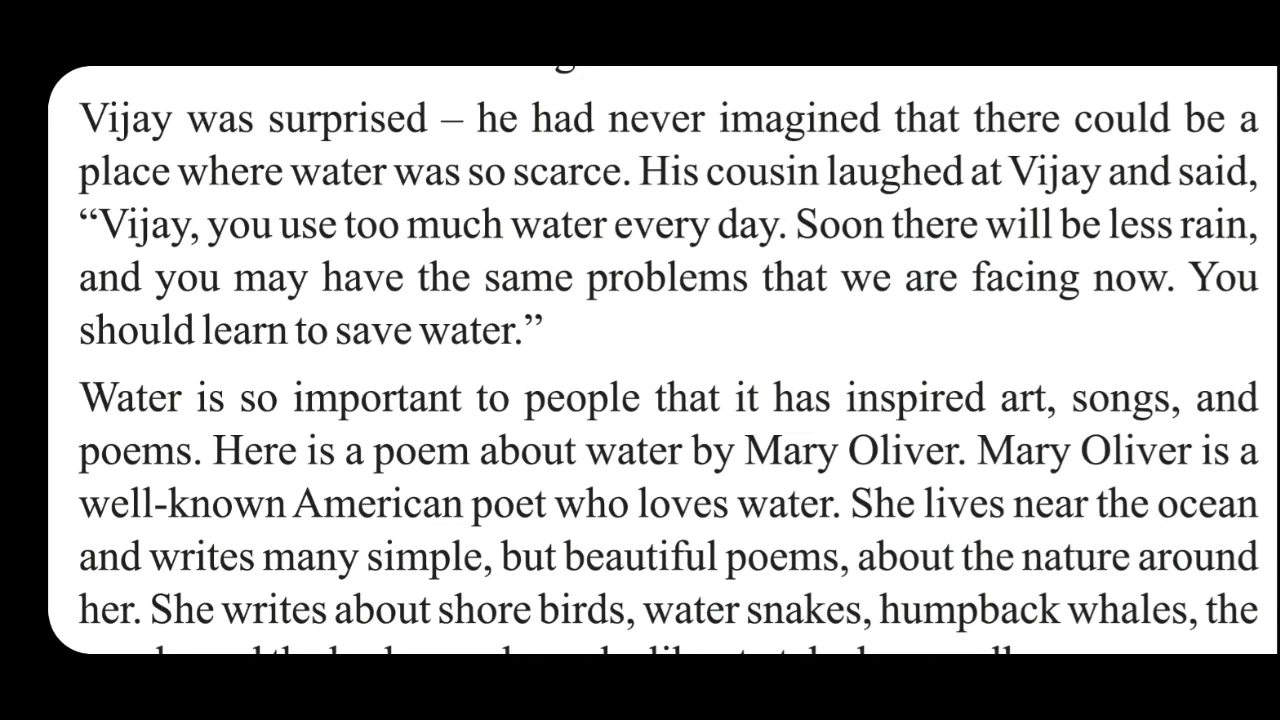 Vijay was surprised – he had never imagined that there could be a
place where water was so scarce. His cousin laughed at Vijay and said,
“Vijay, you use too much water every day. Soon there will be less rain,
and you may have the same problems that we are facing now. You
should learn to save water.”
Water is so important to people that it has inspired art, songs, and
poems. Here is a poem about water by Mary Oliver. Mary Oliver is a
well-known American poet who loves water. She lives near the ocean
and writes many simple, but beautiful poems, about the nature around
her. She writes about shore birds, water snakes, humpback whales, the